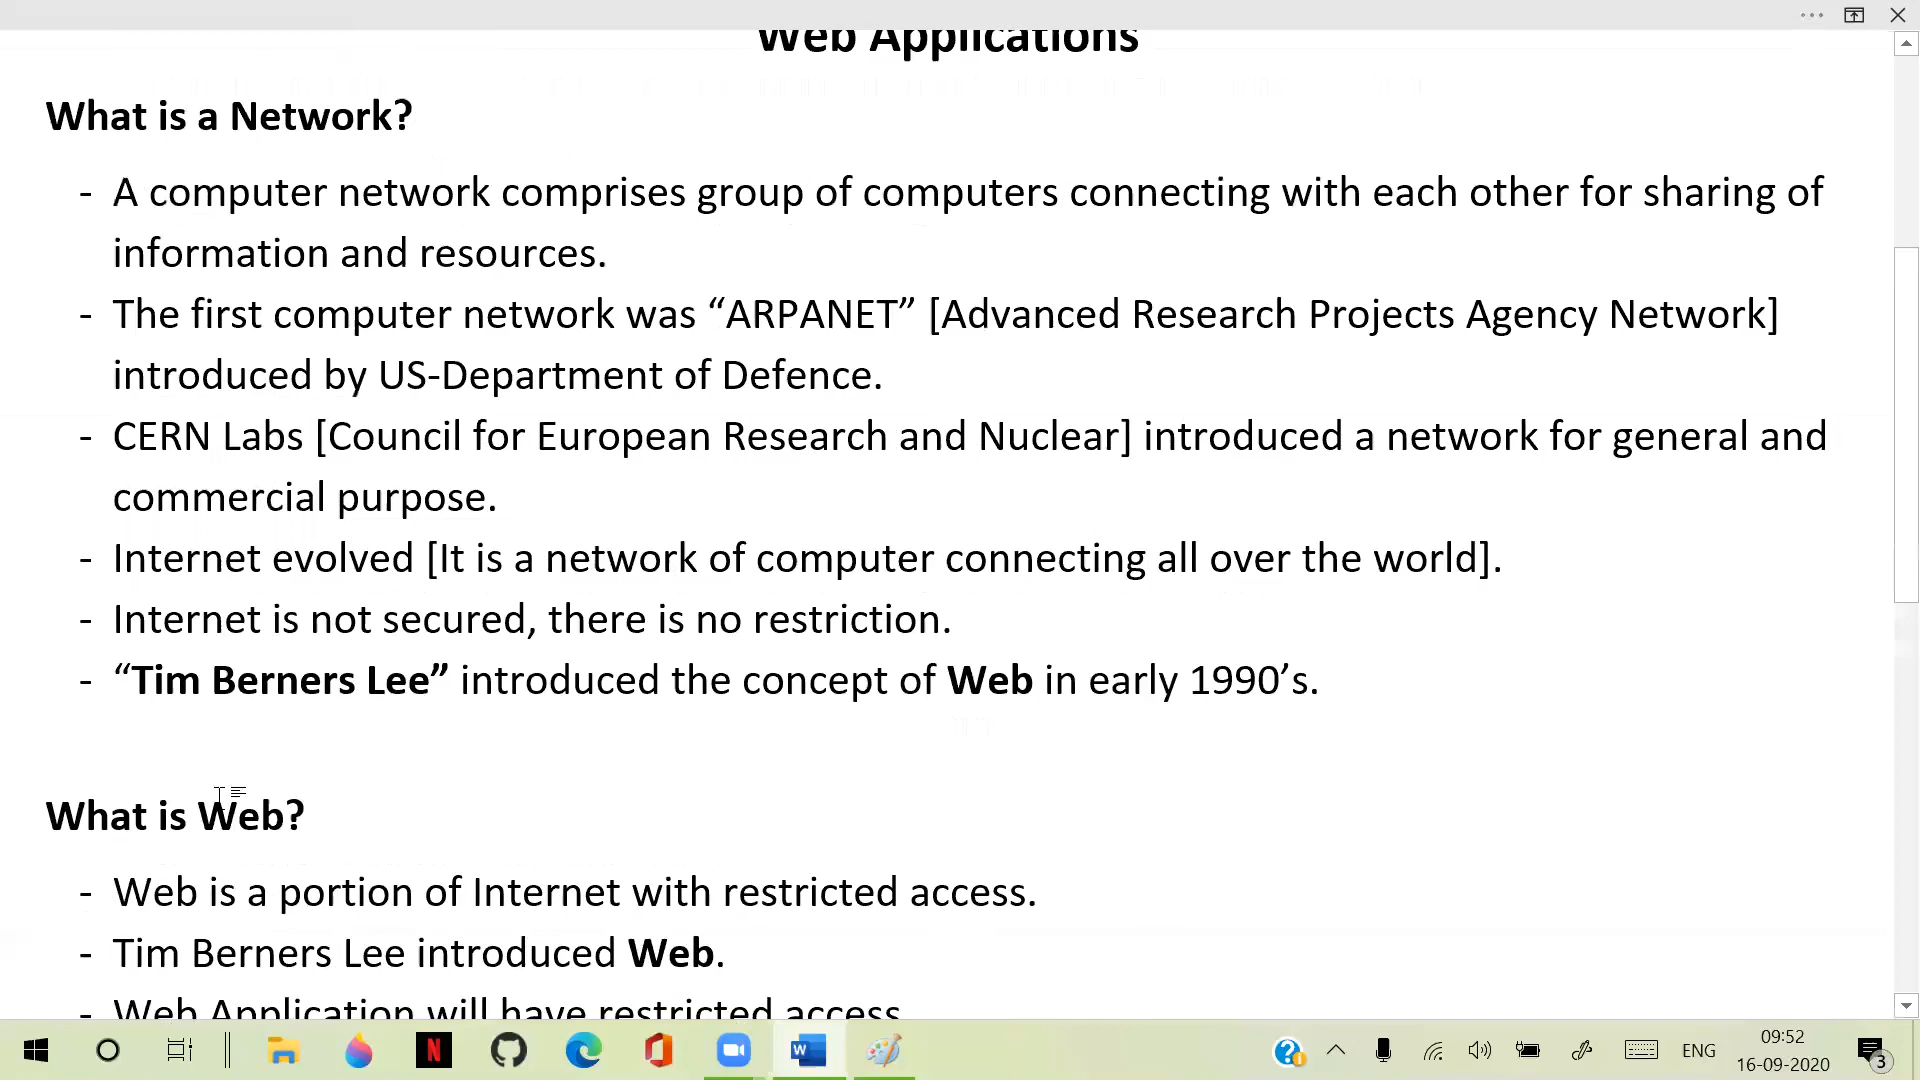 Web Applications
What is a Network?
- A computer network comprises group of computers connecting with each other for sharing of
information and resources.
- The first computer network was “ARPANET” [Advanced Research Projects Agency Network]
introduced by US-Department of Defence.
- CERN Labs [Council for European Research and Nuclear] introduced a network for general and
commercial purpose.
- Internet evolved [It is a network of computer connecting all over the world].
- Internet is not secured, there is no restriction.
- “Tim Berners Lee” introduced the concept of Web in early 1990’s.
What is Web?
- Web is a portion of Internet with restricted access.
- Tim Berners Lee introduced Web.
- Web Application will have restricted access
N
W
?
ENG
09:52
16-09-2020
3